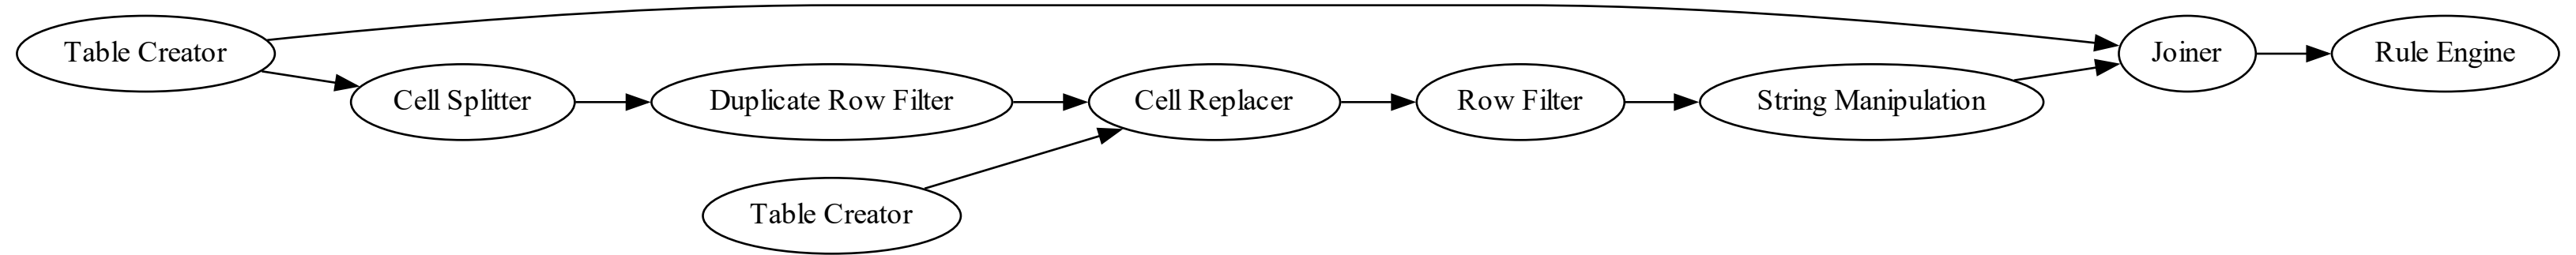 Table Creator
Cell Splitter
Duplicate Row Filter
Table Creator
Cell Replacer
Row Filter
String Manipulation
Joiner
Rule Engine